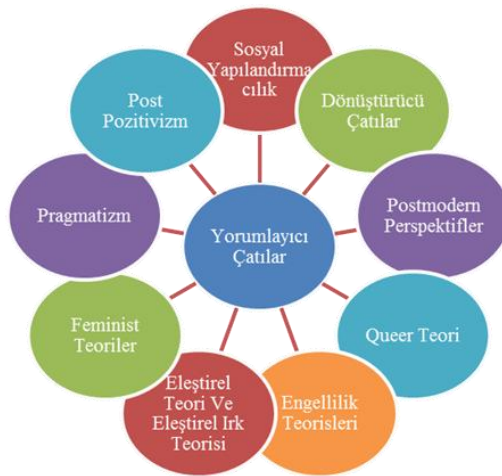 Sosyal
Yapılandırma
cılık
Dönüştürücü
Çatılar
Postmodern
Perspektifler
Queer Teori
Engellilik
Teorisleri
Eleştirel
Teori Ve
Eleştirel Irk
Teorisi
Feminist
Teoriler
Pragmatizm
Post
Pozitivizm
Yorumlayıcı
Çatılar